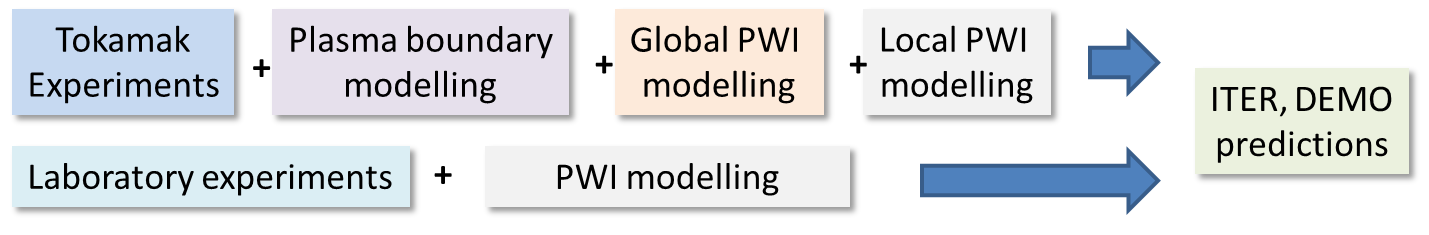 Tokamak
Experiments
+
Plasma boundary
modelling
+
Global PWI
modelling
+
Local PWI
modelling
ITER, DEMO
predictions
Laboratory experiments
+
PWI modelling